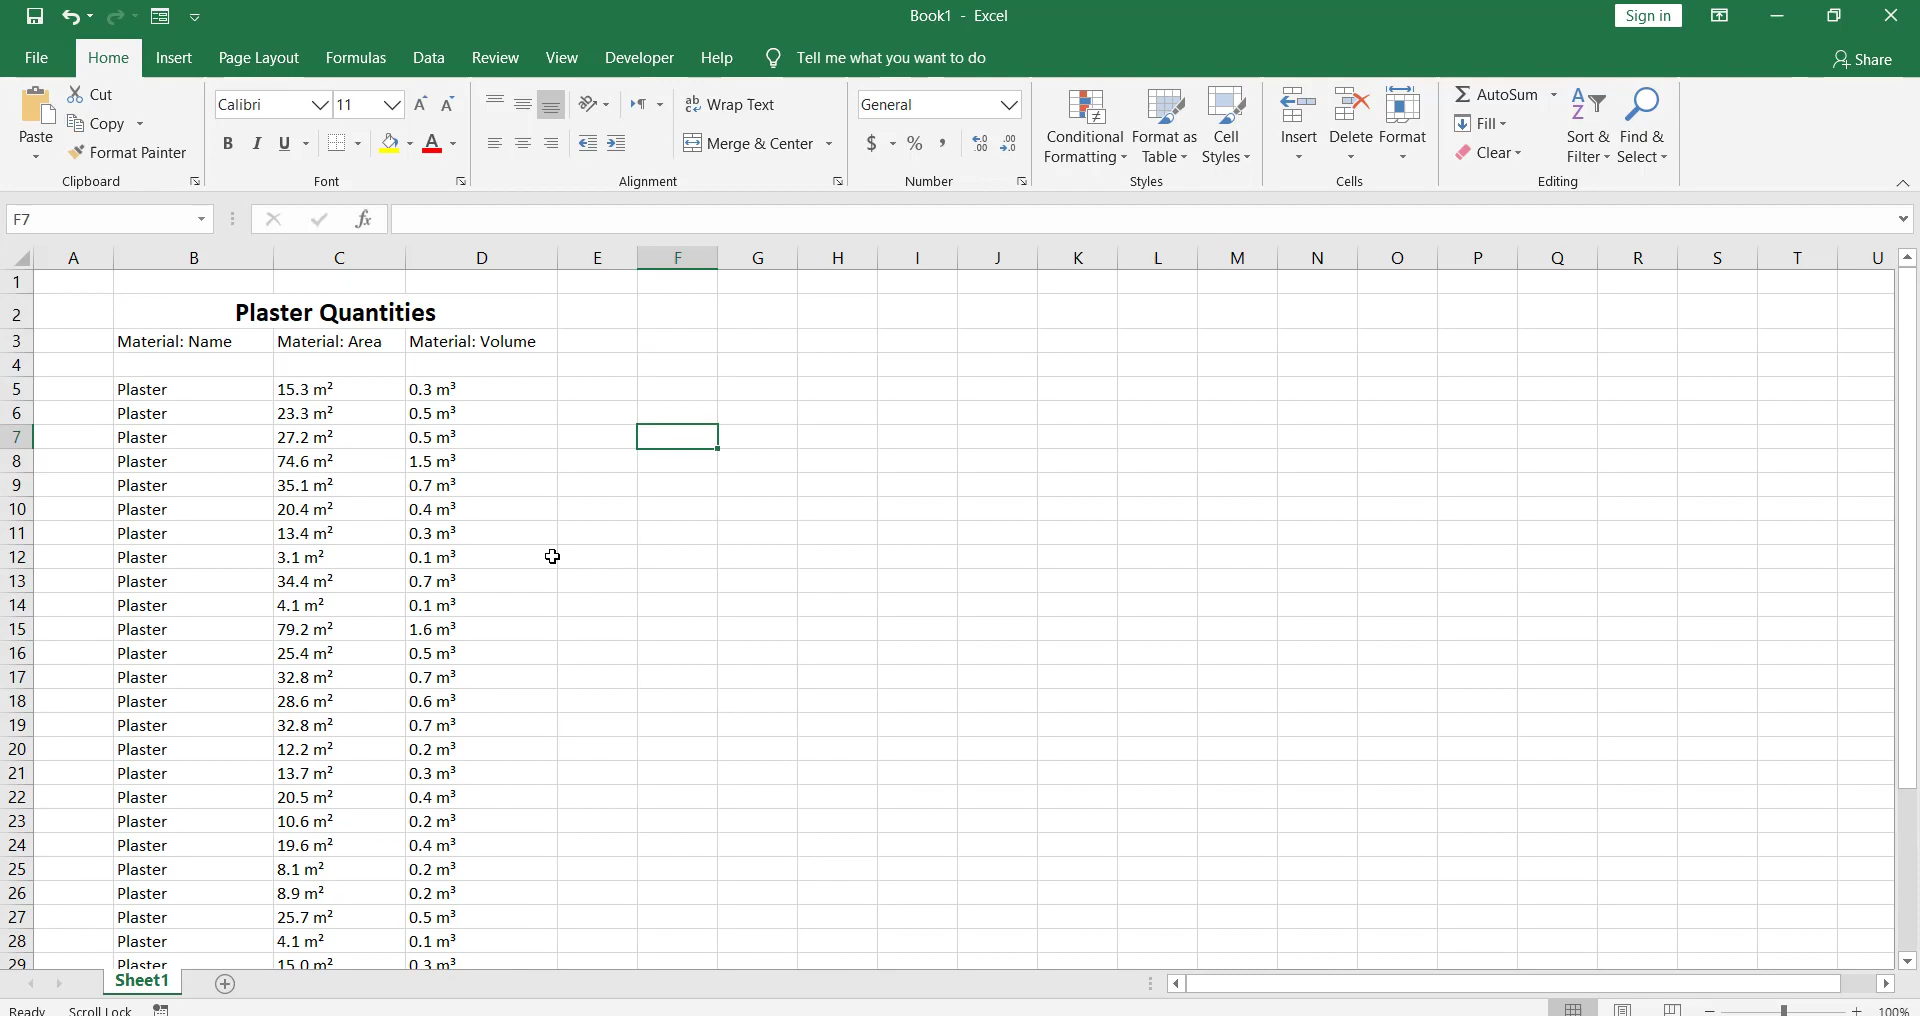 Book1 - Excel
Sign in
File Home Insert Page Layout Formulas Data Review View Developer Help Tell me what you want to do
Share
Paste
Cut
Copy
Format Painter
Clipboard
Calibri 11
B I U
Font
Wrap Text
Merge & Center
Alignment
General
$ % ,
Number
Conditional Formatting
Format as Table
Cell Styles
Styles
Insert
Delete
Format
Cells
AutoSum
Fill
Clear
Sort & Filter
Find & Select
Editing
F7
fx
A B C D E F G H I J K L M N O P Q R S T U
1
2 Plaster Quantities
3 Material: Name Material: Area Material: Volume
4
5 Plaster 15.3 m² 0.3 m³
6 Plaster 23.3 m² 0.5 m³
7 Plaster 27.2 m² 0.5 m³
8 Plaster 74.6 m² 1.5 m³
9 Plaster 35.1 m² 0.7 m³
10 Plaster 20.4 m² 0.4 m³
11 Plaster 13.4 m² 0.3 m³
12 Plaster 3.1 m² 0.1 m³
13 Plaster 34.4 m² 0.7 m³
14 Plaster 4.1 m² 0.1 m³
15 Plaster 79.2 m² 1.6 m³
16 Plaster 25.4 m² 0.5 m³
17 Plaster 32.8 m² 0.7 m³
18 Plaster 28.6 m² 0.6 m³
19 Plaster 32.8 m² 0.7 m³
20 Plaster 12.2 m² 0.2 m³
21 Plaster 13.7 m² 0.3 m³
22 Plaster 20.5 m² 0.4 m³
23 Plaster 10.6 m² 0.2 m³
24 Plaster 19.6 m² 0.4 m³
25 Plaster 8.1 m² 0.2 m³
26 Plaster 8.9 m² 0.2 m³
27 Plaster 25.7 m² 0.5 m³
28 Plaster 4.1 m² 0.1 m³
29 Plaster 15.0 m² 0.3 m³
Sheet1
Ready Scroll Lock 100%